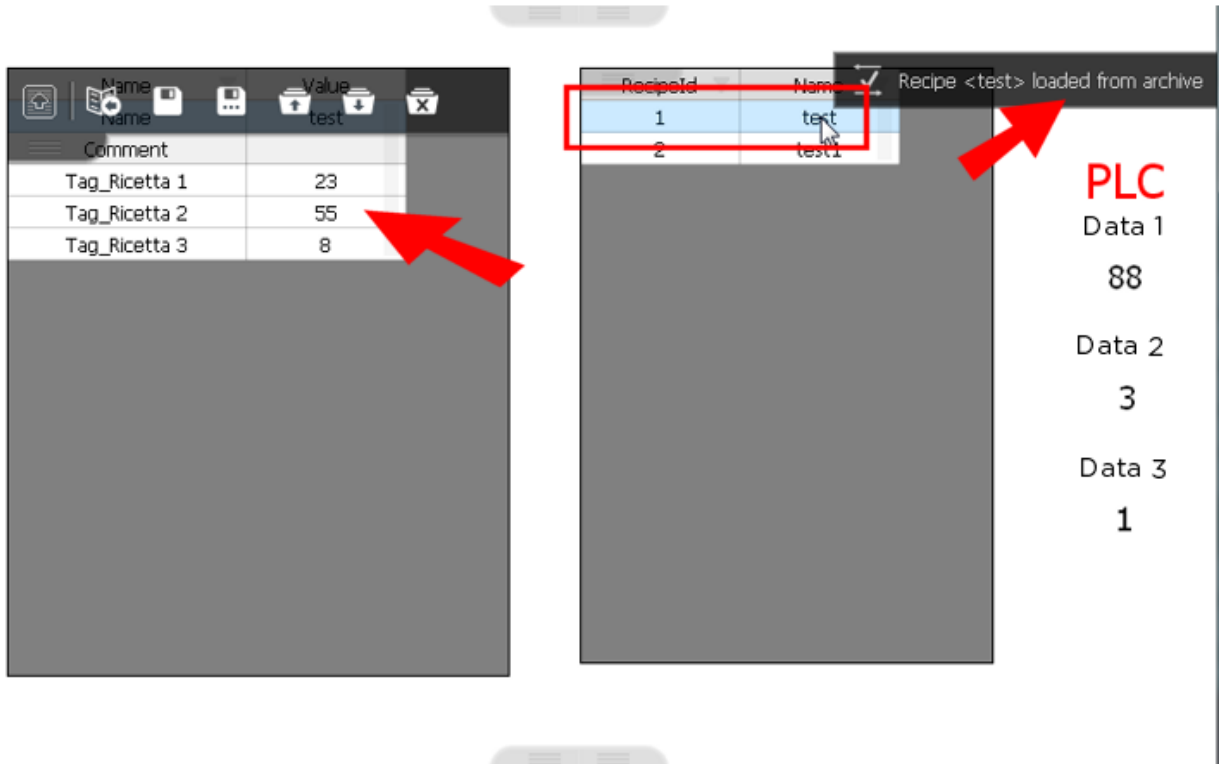 Name Value
Name test
Comment
Tag_Ricetta 1 23
Tag_Ricetta 2 55
Tag_Ricetta 3 8
RecipeId Name
1 test
2 test1
Recipe <test> loaded from archive
PLC
Data 1
88
Data 2
3
Data 3
1